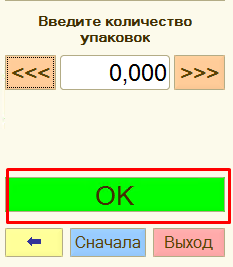 Введите количество
упаковок
<<< 0,000 >>>
OK
Сначала Выход